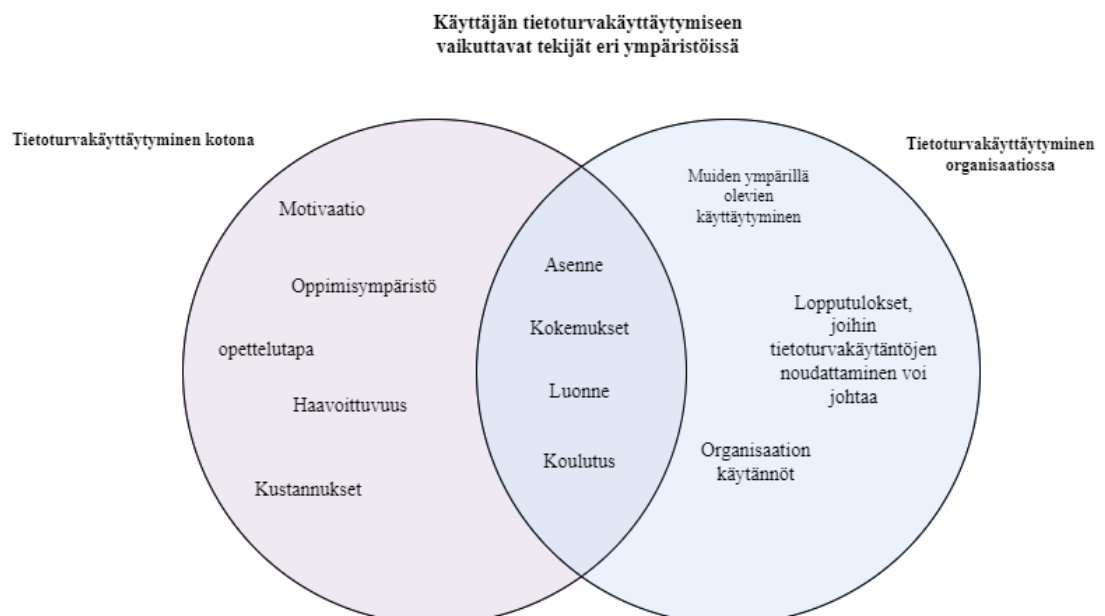 Käyttäjän tietoturvakäyttäytymiseen
vaikuttavat tekijät eri ympäristöissä
Tietoturvakäyttäytyminen kotona
Motivaatio
Oppimisympäristö
opettelutapa
Haavoittuvuus
Kustannukset
Asenne
Kokemukset
Luonne
Koulutus
Tietoturvakäyttäytyminen
organisaatiossa
Muiden ympärillä
olevien
käyttäytyminen
Lopputulokset,
joihin
tietoturvakäytäntöjen
noudattaminen voi
johtaa
Organisaation
käytännöt